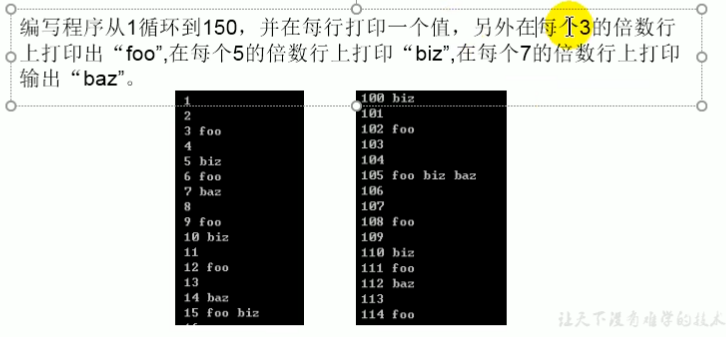 编写程序从1循环到150，并在每行打印一个值，另外在每个3的倍数行
上打印出“foo”,在每个5的倍数行上打印“biz”,在每个7的倍数行上打印
输出“baz”。
1
2
3 foo
4
5 biz
6 foo
7 baz
8
9 foo
10 biz
11
12 foo
13
14 baz
15 foo biz
100 biz
101
102 foo
103
104
105 foo biz baz
106
107
108 foo
109
110 biz
111 foo
112 baz
113
114 foo
让天下没有难学的技术